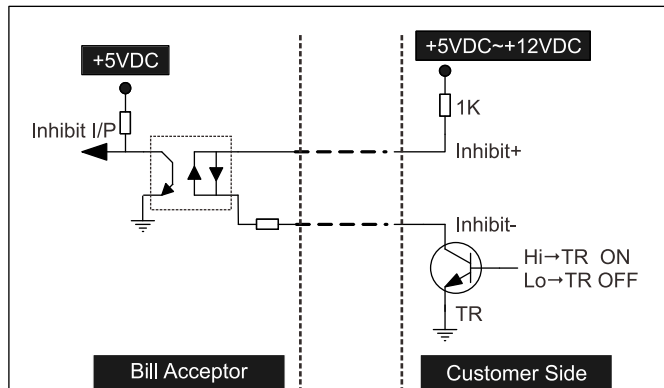 +5VDC
+5VDC~+12VDC
1K
Inhibit I/P
Inhibit+
Inhibit-
Hi→TR ON
Lo→TR OFF
TR
Bill Acceptor
Customer Side